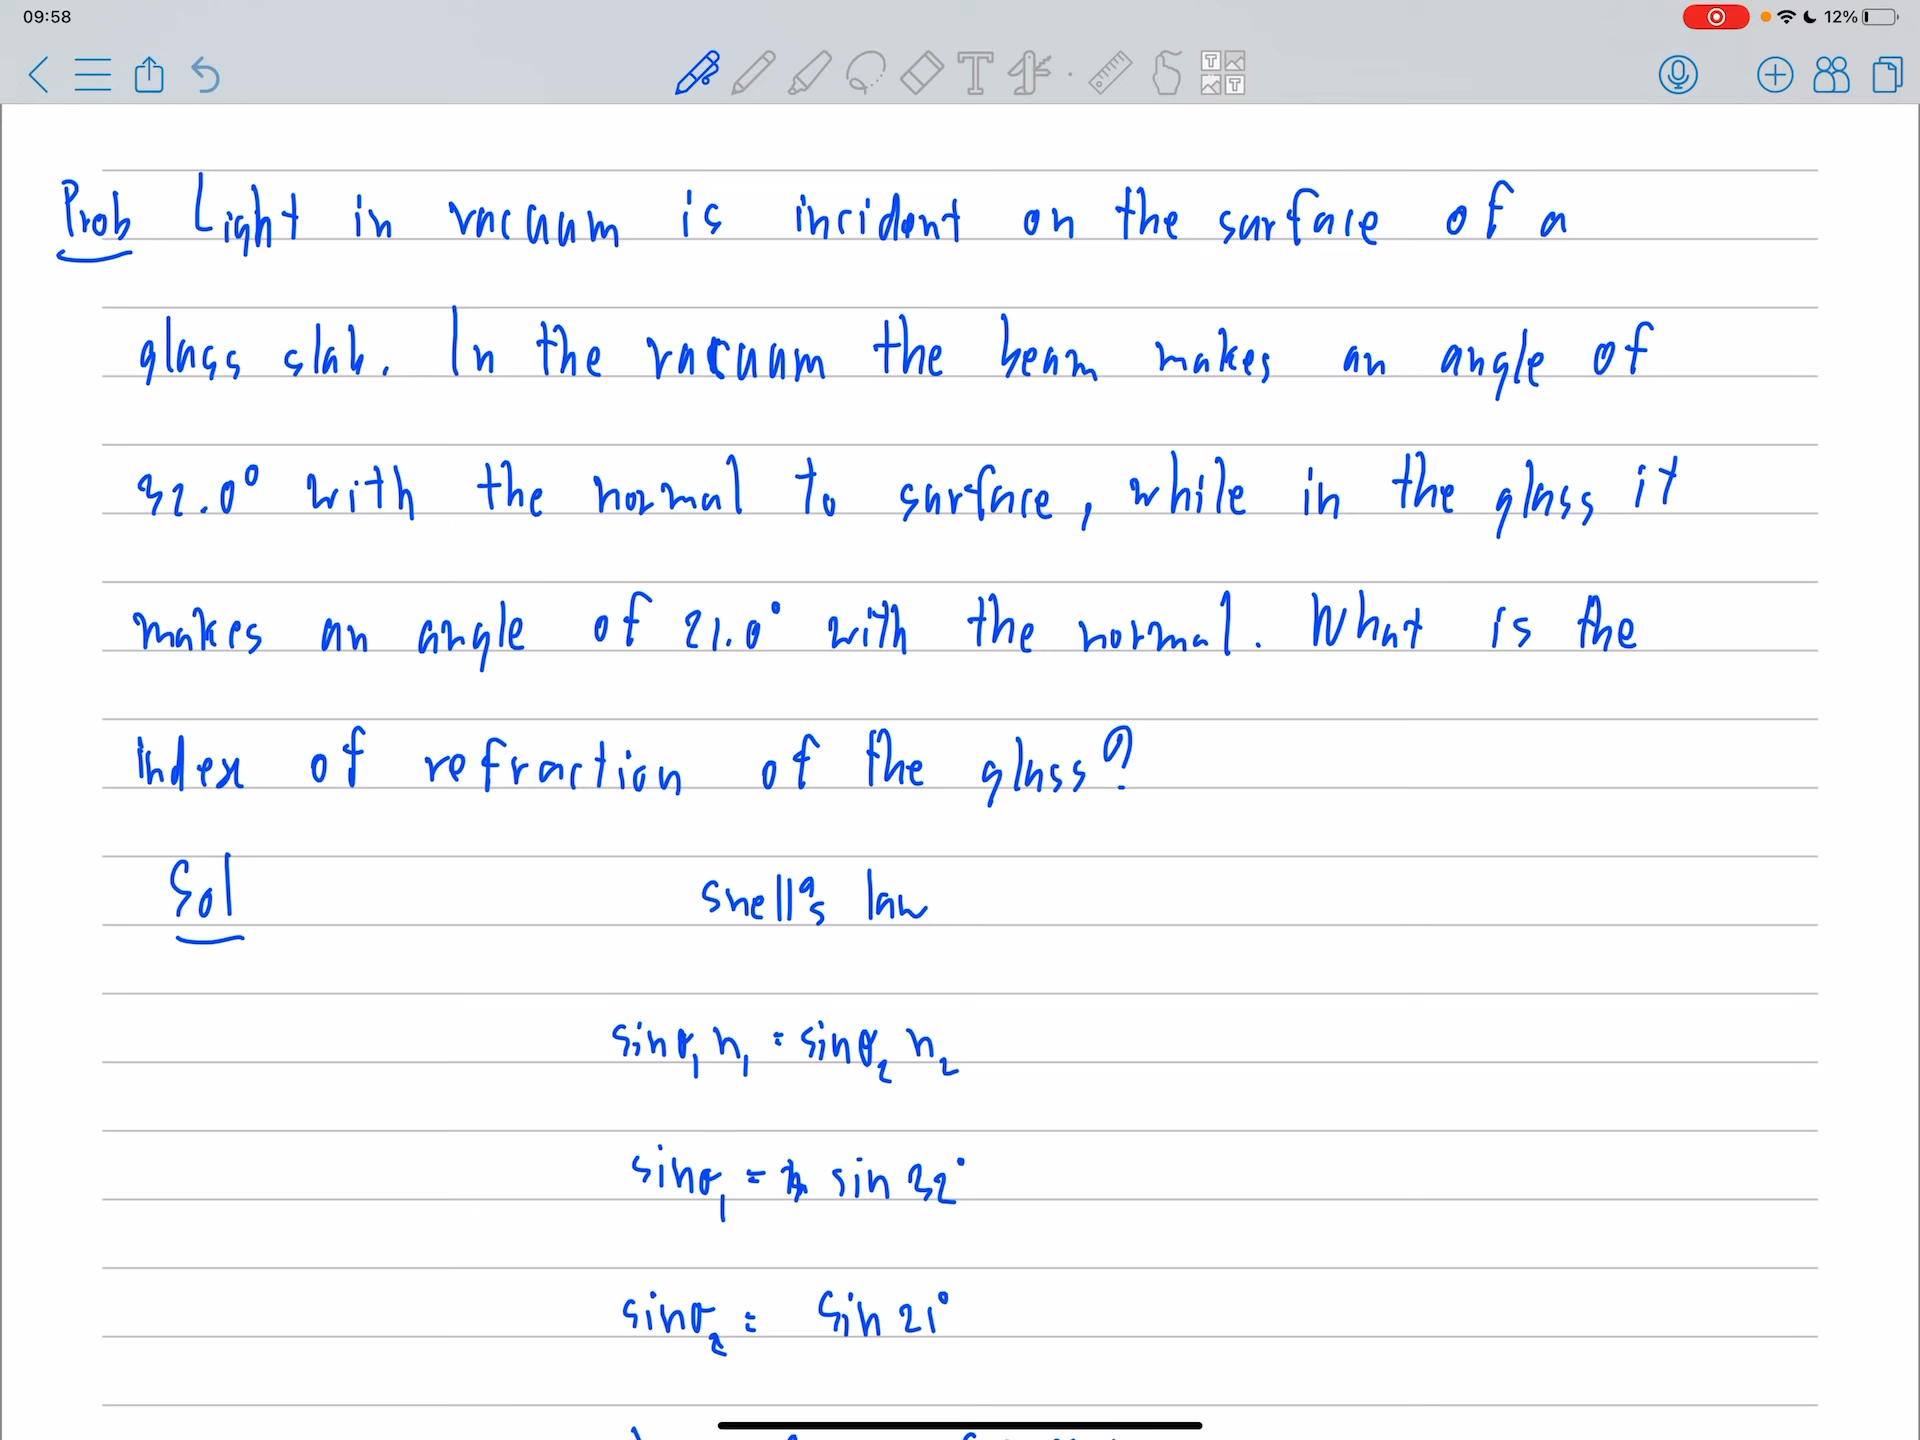 09:58
12%
Prob Light in vacuum is incident on the surface of a
glass slab. In the vacuum the beam makes an angle of
32.0° with the normal to surface, while in the glass it
makes an angle of 21.0° with the normal. What is the
index of refraction of the glass?
Sol Snell's law
sinθ₁ n₁ = sinθ₂ n₂
sinθ₁ = sin 32°
sinθ₂ = sin 21°